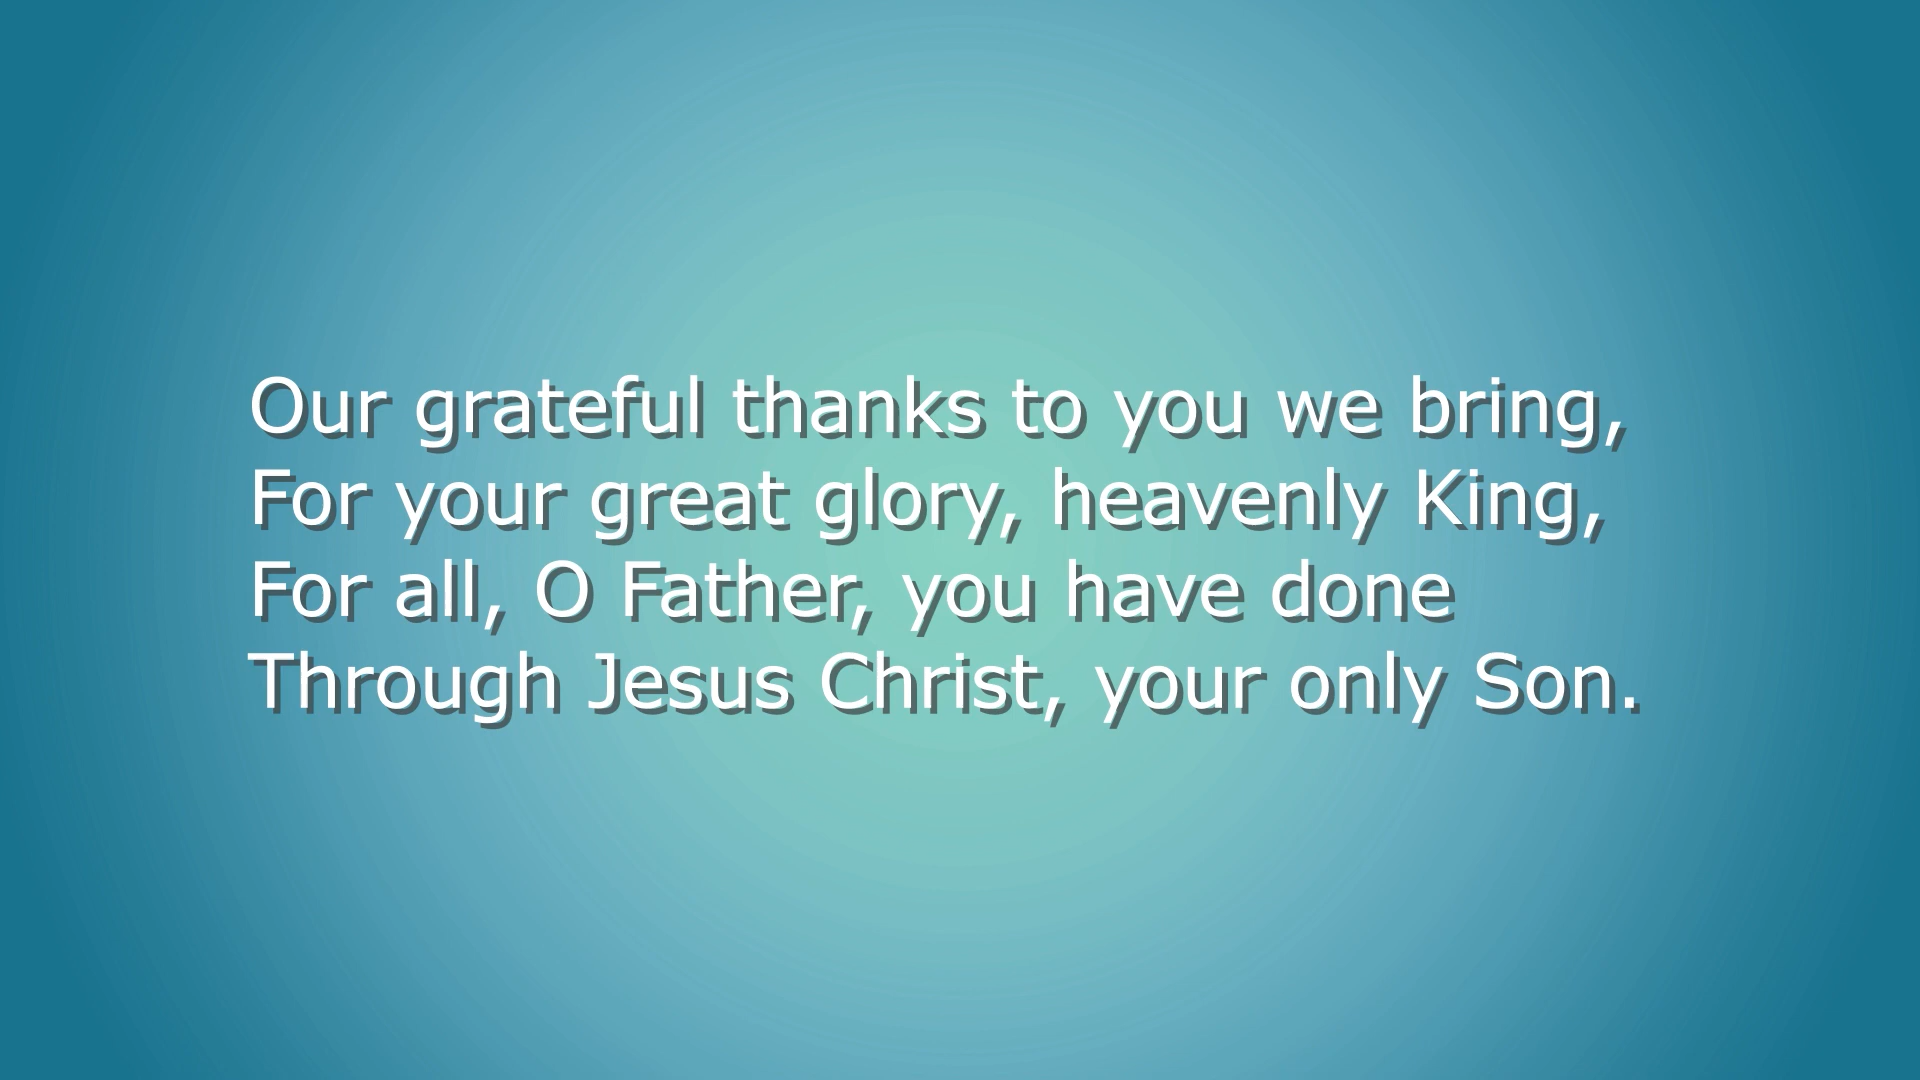 Our grateful thanks to you we bring,
For your great glory, heavenly King,
For all, O Father, you have done
Through Jesus Christ, your only Son.